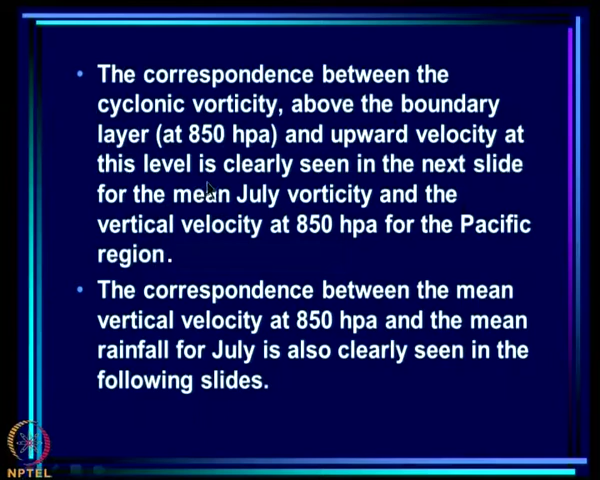 • The correspondence between the
cyclonic vorticity, above the boundary
layer (at 850 hpa) and upward velocity at
this level is clearly seen in the next slide
for the mean July vorticity and the
vertical velocity at 850 hpa for the Pacific
region.
• The correspondence between the mean
vertical velocity at 850 hpa and the mean
rainfall for July is also clearly seen in the
following slides.
NPTEL